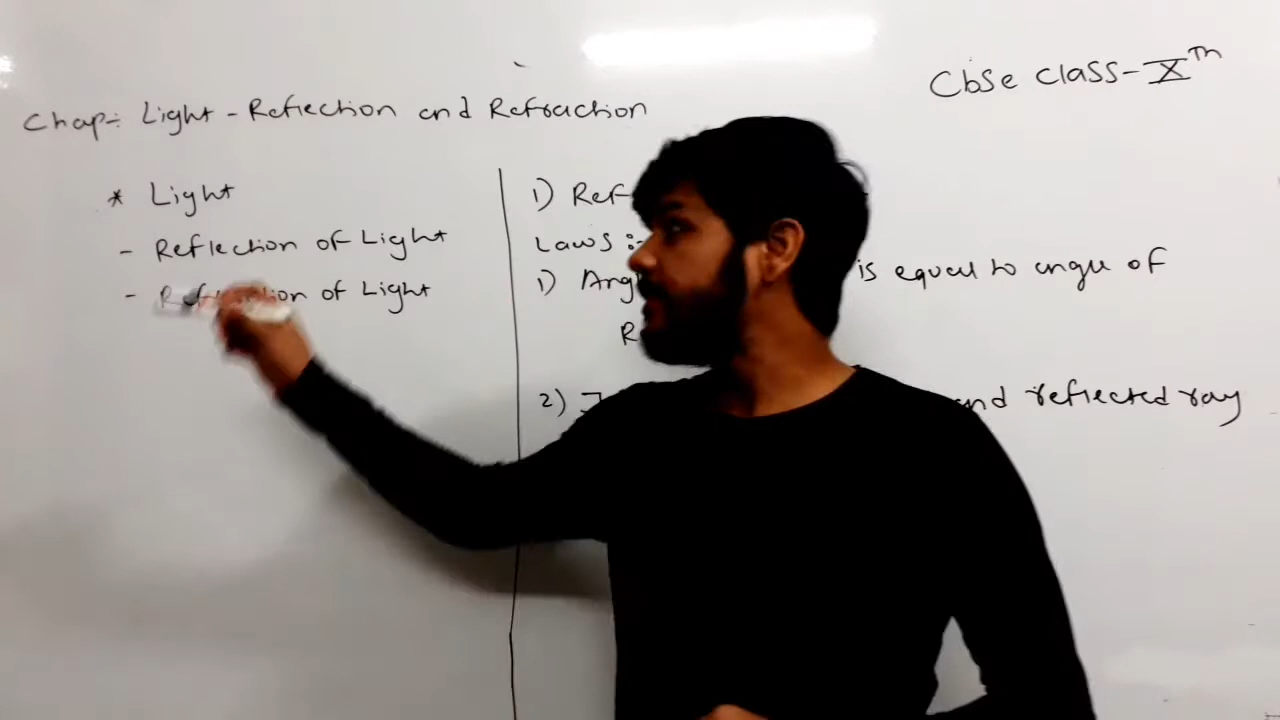 Cbse class-Xth
Chap:- Light - Reflection and Refraction
* Light
- Reflection of Light
- Refraction of Light
1) Ref
Laws :-
1) Ang is equal to angle of
R
2) and reflected ray